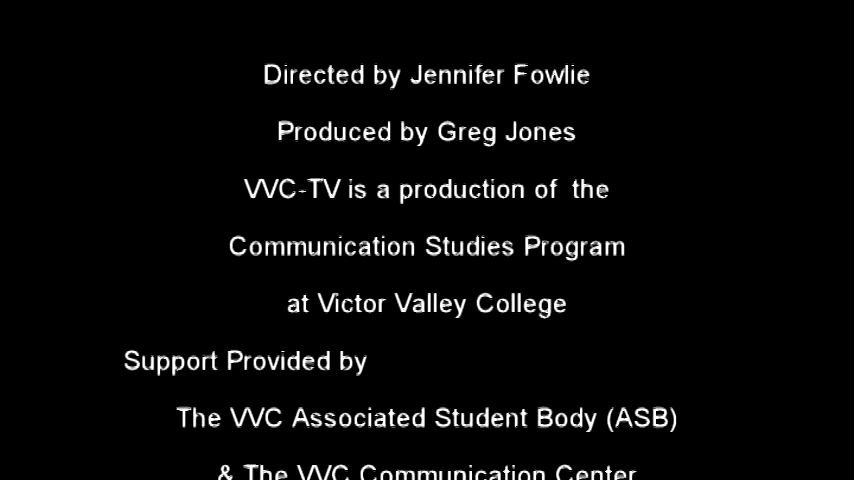 Directed by Jennifer Fowlie
Produced by Greg Jones
VVC-TV is a production of the
Communication Studies Program
at Victor Valley College
Support Provided by
The VVC Associated Student Body (ASB)
& The VVC Communication Center